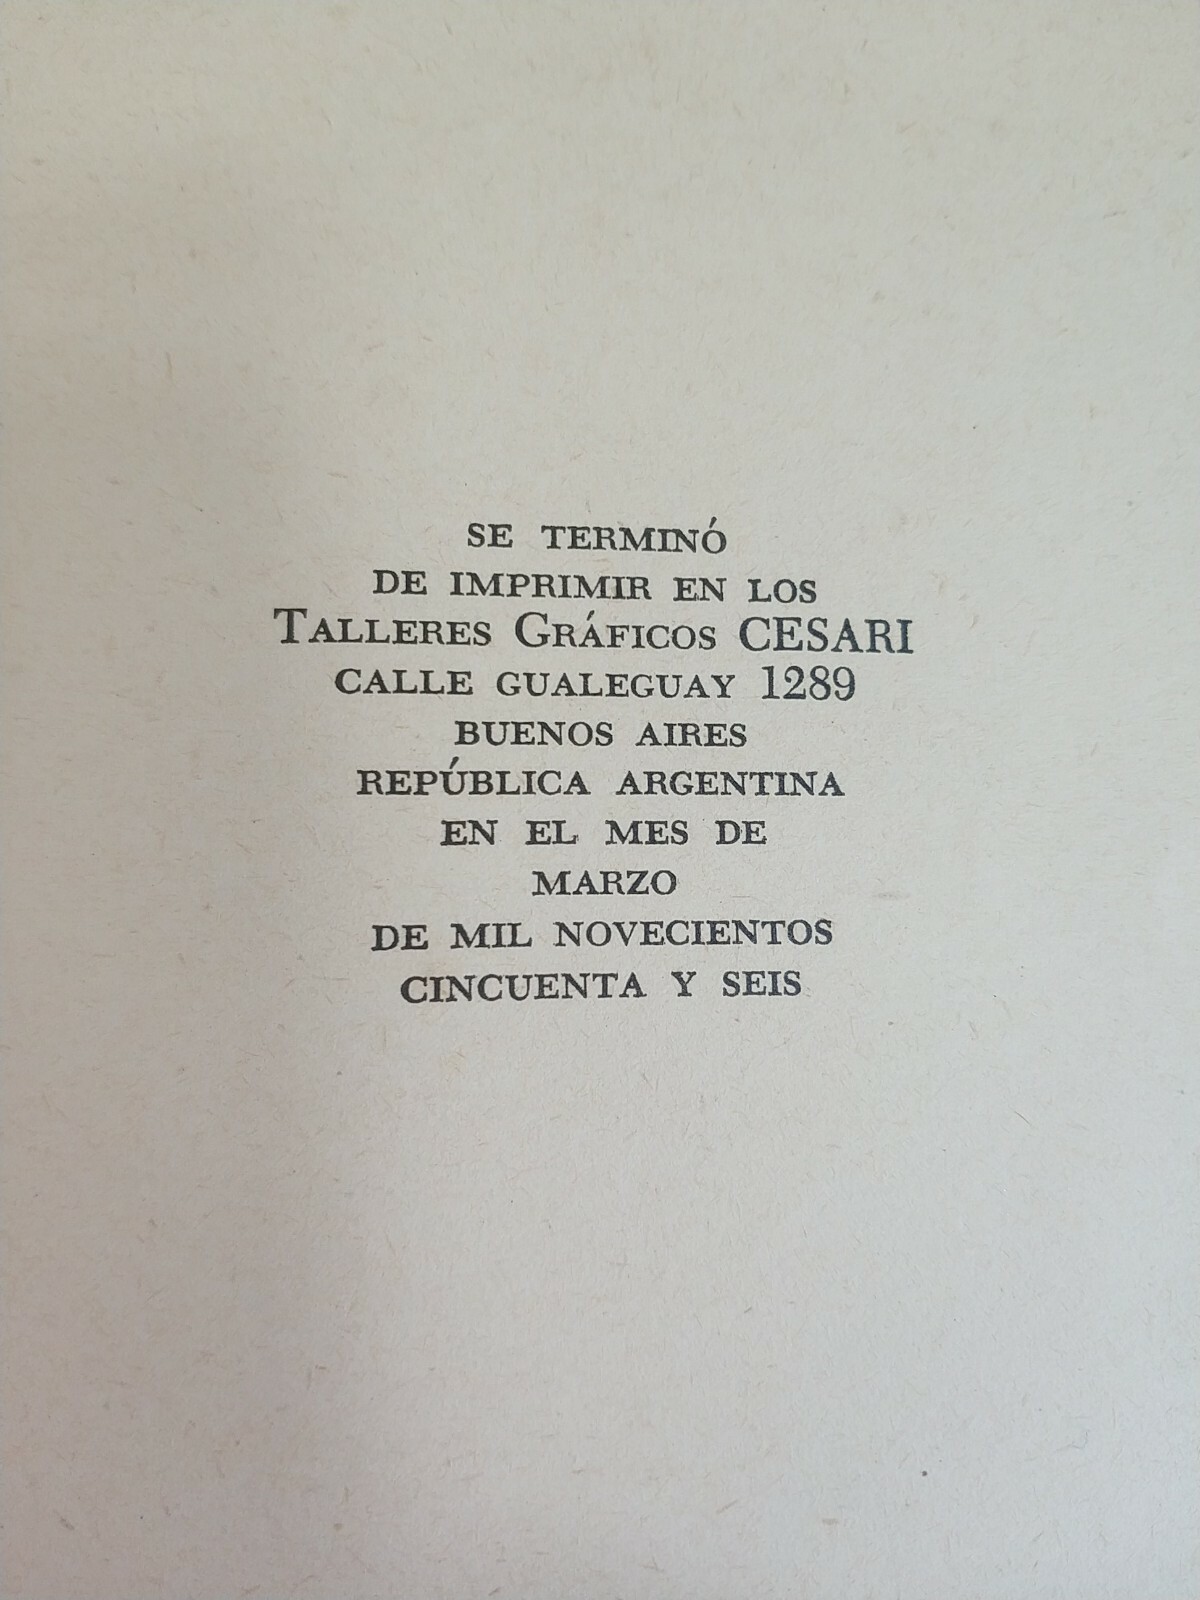 SE TERMINÓ
DE IMPRIMIR EN LOS
TALLERES GRÁFICOS CESARI
CALLE GUALEGUAY 1289
BUENOS AIRES
REPÚBLICA ARGENTINA
EN EL MES DE
MARZO
DE MIL NOVECIENTOS
CINCUENTA Y SEIS